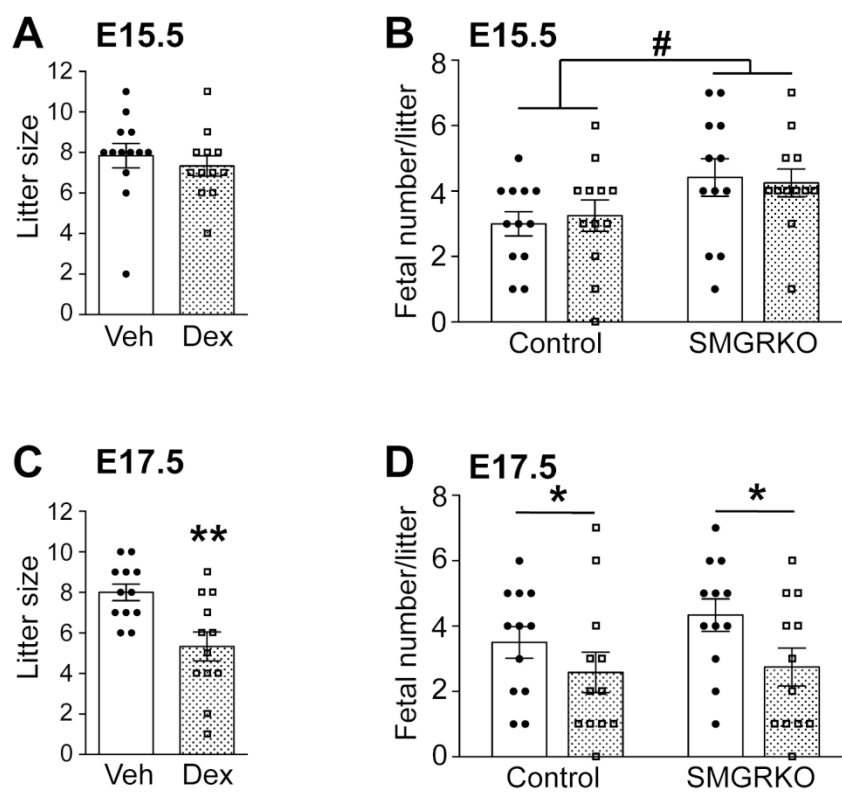 A E15.5
Litter size
12
10
8
6
4
2
0
Veh Dex
B E15.5
#
Fetal number/litter
8
6
4
2
0
Control SMGRKO
C E17.5
**
Litter size
12
10
8
6
4
2
0
Veh Dex
D E17.5
* *
Fetal number/litter
8
6
4
2
0
Control SMGRKO